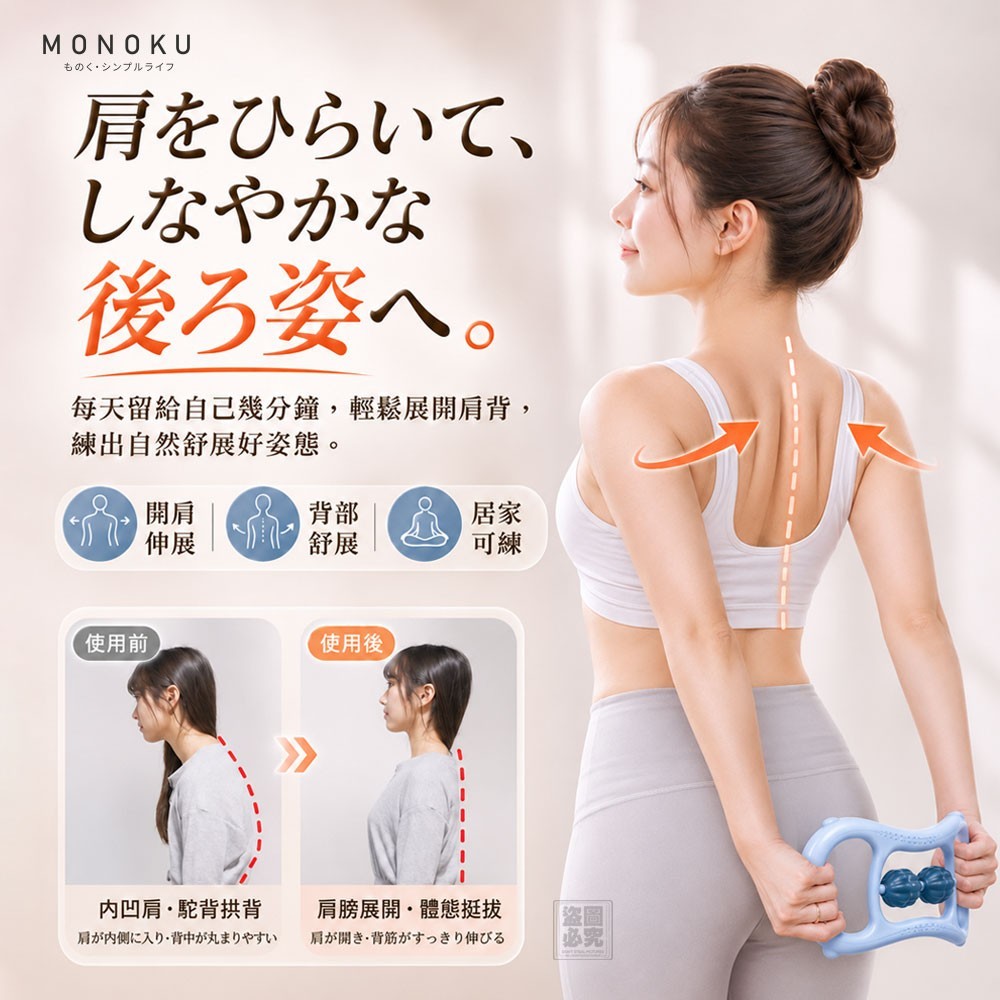 MONOKU
ものく・シンプルライフ
肩をひらいて、
しなやかな
後ろ姿へ。
每天留給自己幾分鐘，輕鬆展開肩背，
練出自然舒展好姿態。
開肩
伸展
背部
舒展
居家
可練
使用前
使用後
內凹肩・駝背拱背
肩が内側に入り・背中が丸まりやすい
肩膀展開・體態挺拔
肩が開き・背筋がすっきり伸びる
盜圖
必究